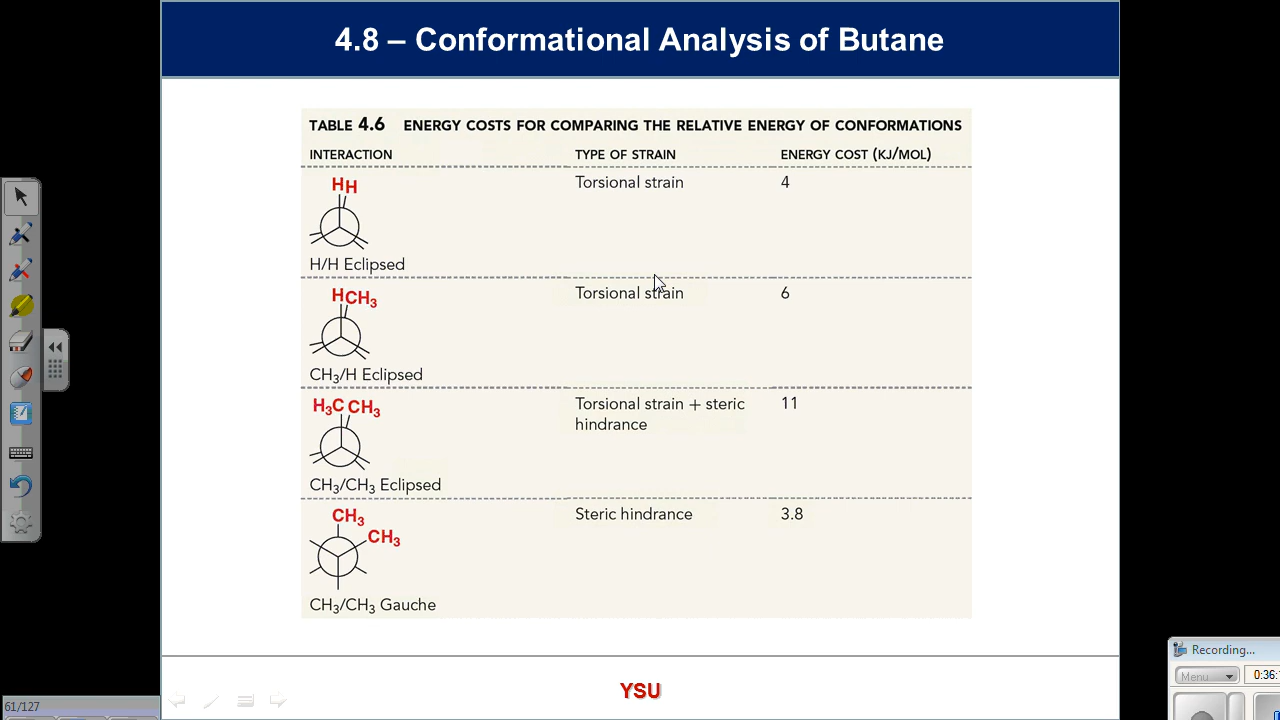 4.8 – Conformational Analysis of Butane
TABLE 4.6 ENERGY COSTS FOR COMPARING THE RELATIVE ENERGY OF CONFORMATIONS
INTERACTION TYPE OF STRAIN ENERGY COST (KJ/MOL)
H H
Torsional strain 4
H/H Eclipsed
H CH₃
Torsional strain 6
CH₃/H Eclipsed
H₃C CH₃
Torsional strain + steric 11
hindrance
CH₃/CH₃ Eclipsed
CH₃
Steric hindrance 3.8
CH₃
CH₃/CH₃ Gauche
YSU
61/127
Recording...
Menu
0:36: